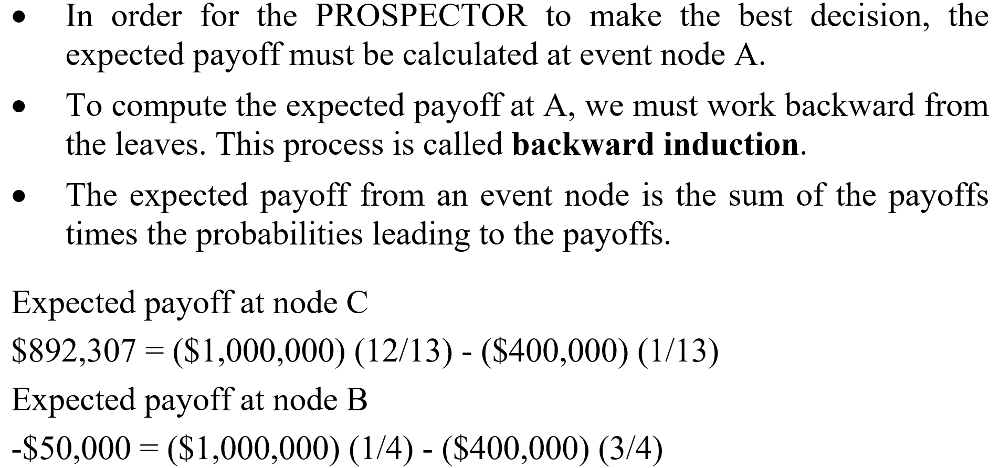 • In order for the PROSPECTOR to make the best decision, the
expected payoff must be calculated at event node A.
• To compute the expected payoff at A, we must work backward from
the leaves. This process is called backward induction.
• The expected payoff from an event node is the sum of the payoffs
times the probabilities leading to the payoffs.
Expected payoff at node C
$892,307 = ($1,000,000) (12/13) - ($400,000) (1/13)
Expected payoff at node B
-$50,000 = ($1,000,000) (1/4) - ($400,000) (3/4)